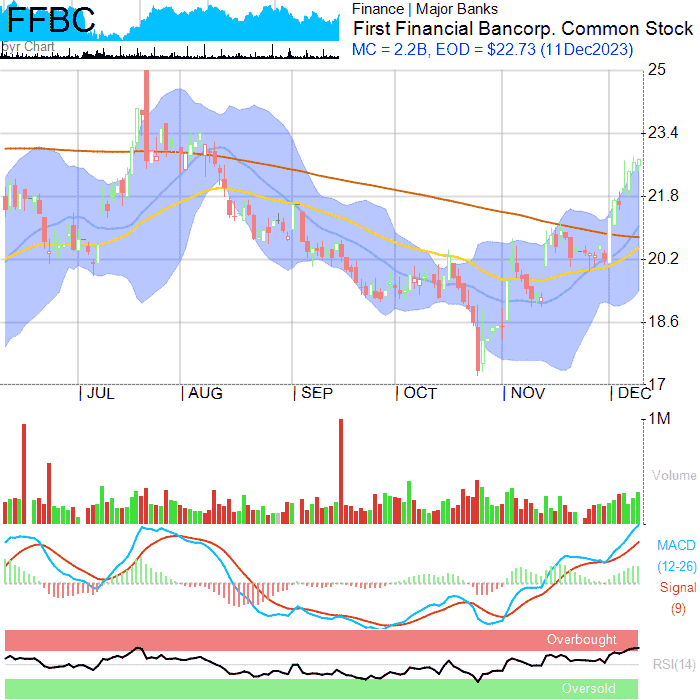 FFBC
Finance | Major Banks
First Financial Bancorp. Common Stock
MC = 2.2B, EOD = $22.73 (11Dec2023)
5yr Chart
25
23.4
21.8
20.2
18.6
17
JUL
AUG
SEP
OCT
NOV
DEC
1M
Volume
MACD
(12-26)
Signal
(9)
Overbought
RSI(14)
Oversold